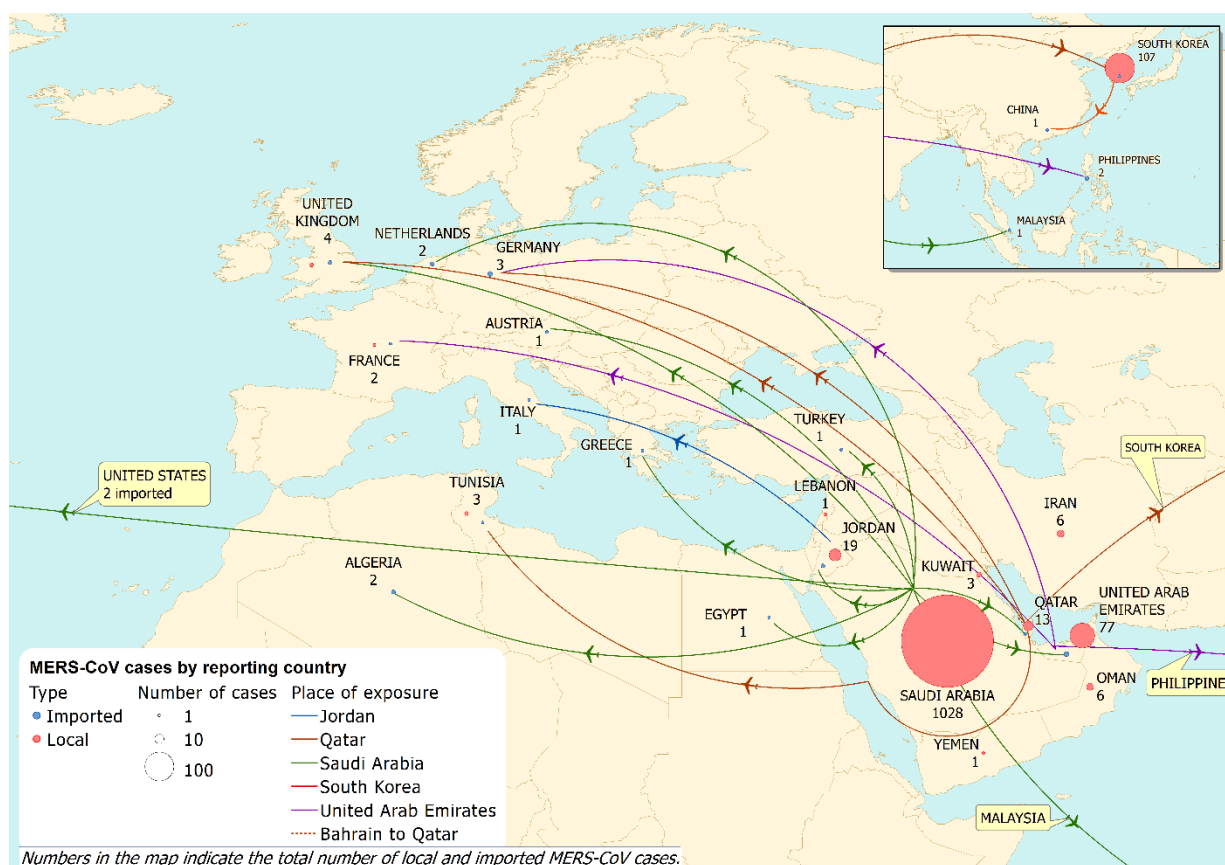 SOUTH KOREA
107
CHINA
1
PHILIPPINES
2
MALAYSIA
1
UNITED
KINGDOM
4
NETHERLANDS
2
GERMANY
3
AUSTRIA
1
FRANCE
2
ITALY
1
GREECE
1
TURKEY
1
UNITED STATES
2 imported
TUNISIA
3
LEBANON
1
JORDAN
19
SOUTH KOREA
IRAN
6
ALGERIA
2
KUWAIT
3
QATAR
13
UNITED ARAB
EMIRATES
77
EGYPT
1
PHILIPPINE
SAUDI ARABIA
1028
OMAN
6
YEMEN
1
MALAYSIA
MERS-CoV cases by reporting country
Type
Imported
Local
Number of cases
1
10
100
Place of exposure
Jordan
Qatar
Saudi Arabia
South Korea
United Arab Emirates
Bahrain to Qatar
Numbers in the map indicate the total number of local and imported MERS-CoV cases.